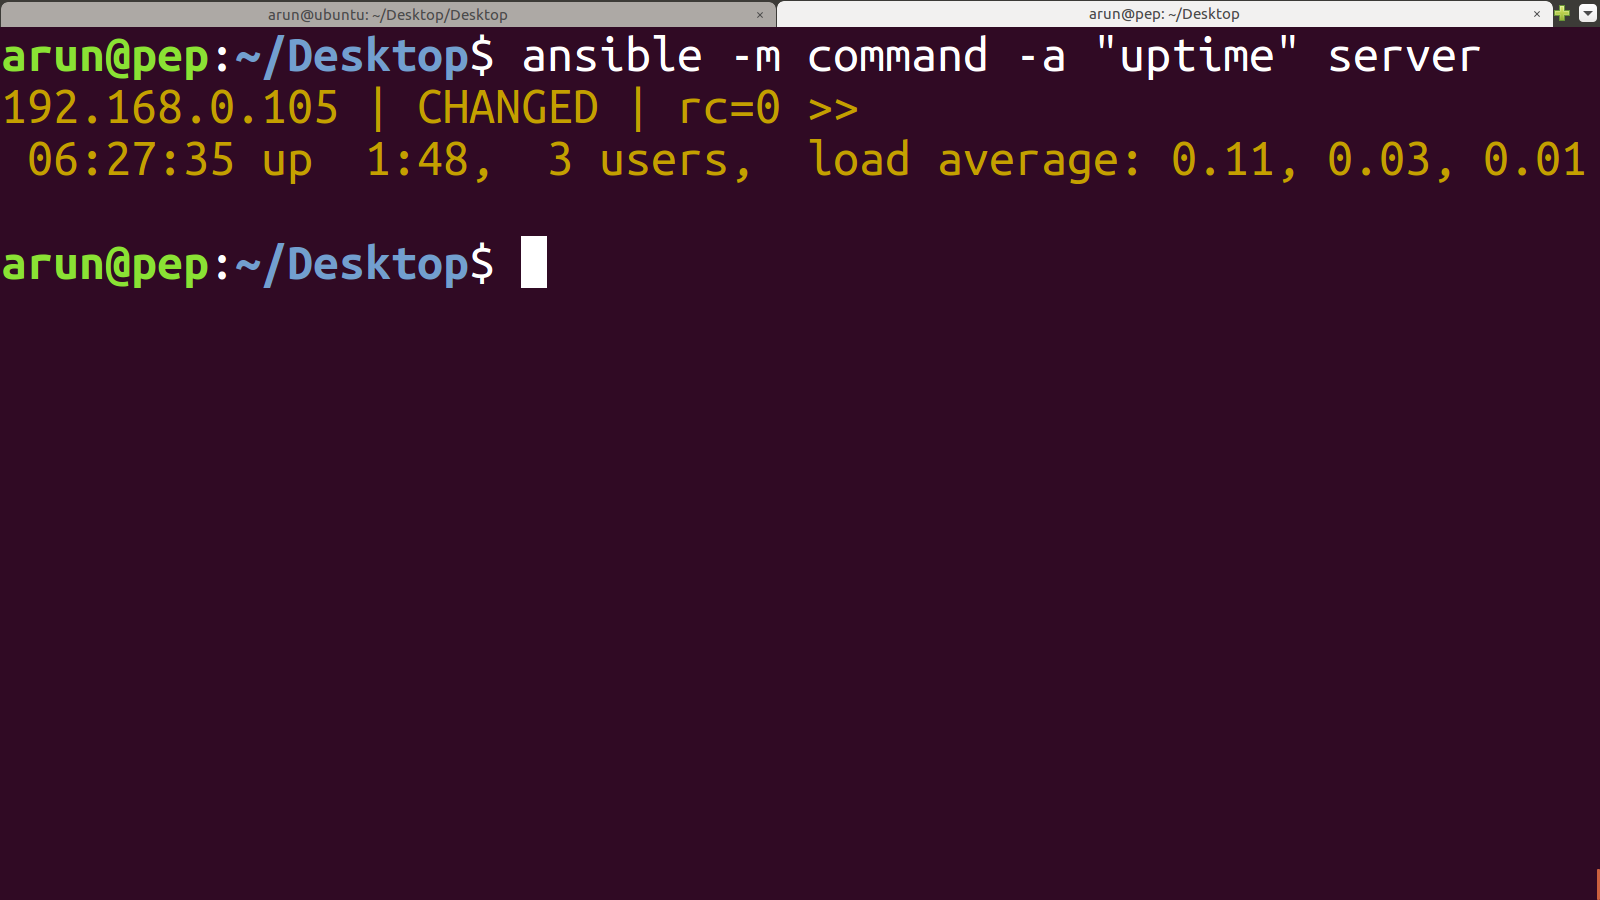 arun@ubuntu: ~/Desktop/Desktop × arun@pep: ~/Desktop ×
arun@pep:~/Desktop$ ansible -m command -a "uptime" server
192.168.0.105 | CHANGED | rc=0 >>
 06:27:35 up  1:48,  3 users,  load average: 0.11, 0.03, 0.01
arun@pep:~/Desktop$